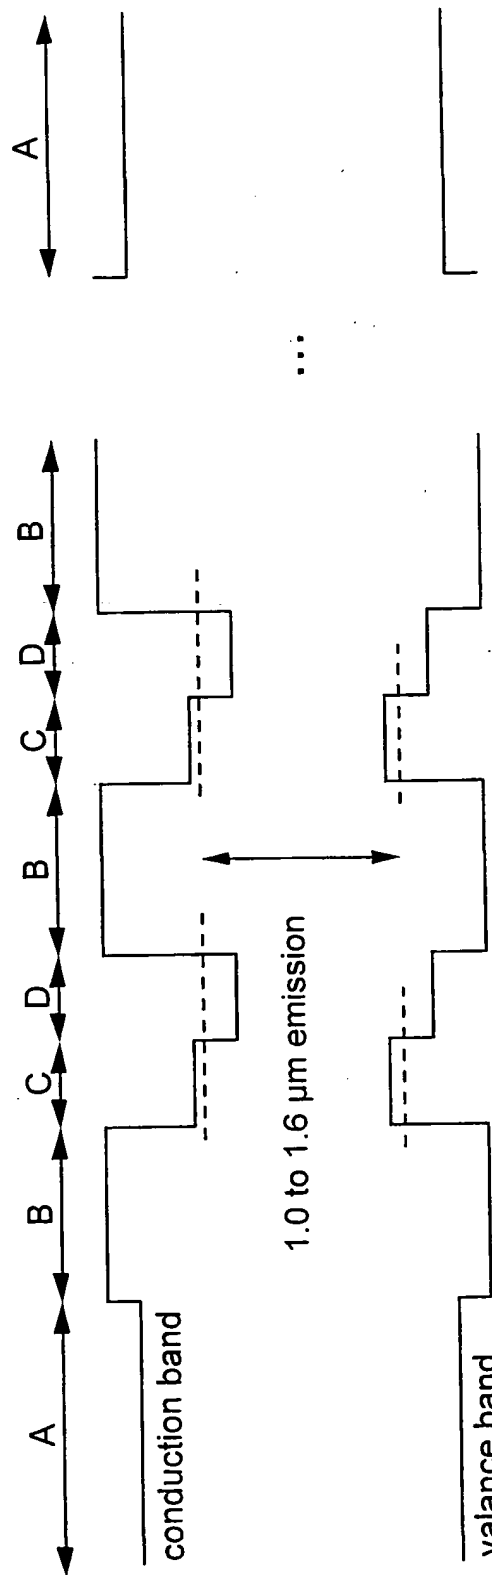 A B C D B C D B A
conduction band
1.0 to 1.6 μm emission
...
valance band